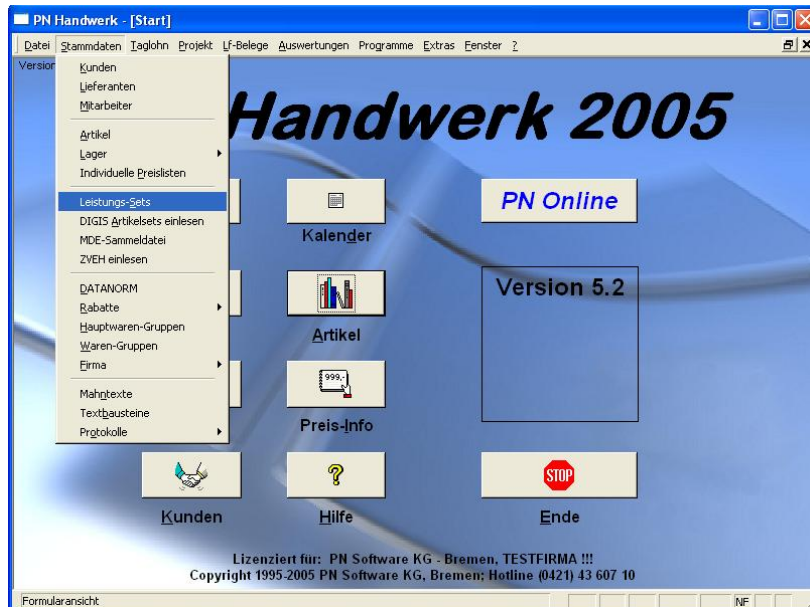 PN Handwerk - [Start]
Datei Stammdaten Taglohn Projekt Lf-Belege Auswertungen Programme Extras Fenster ?
Version
Kunden
Lieferanten
Mitarbeiter
Artikel
Lager
Individuelle Preislisten
Leistungs-Sets
DIGIS Artikelsets einlesen
MDE-Sammeldatei
ZVEH einlesen
DATANORM
Rabatte
Hauptwaren-Gruppen
Waren-Gruppen
Firma
Mahntexte
Textbausteine
Protokolle
Handwerk 2005
PN Online
Kalender
Version 5.2
Artikel
999,-
Preis-Info
STOP
Kunden
Hilfe
Ende
Lizenziert für: PN Software KG - Bremen, TESTFIRMA !!!
Copyright 1995-2005 PN Software KG, Bremen; Hotline (0421) 43 607 10
Formularansicht
NF